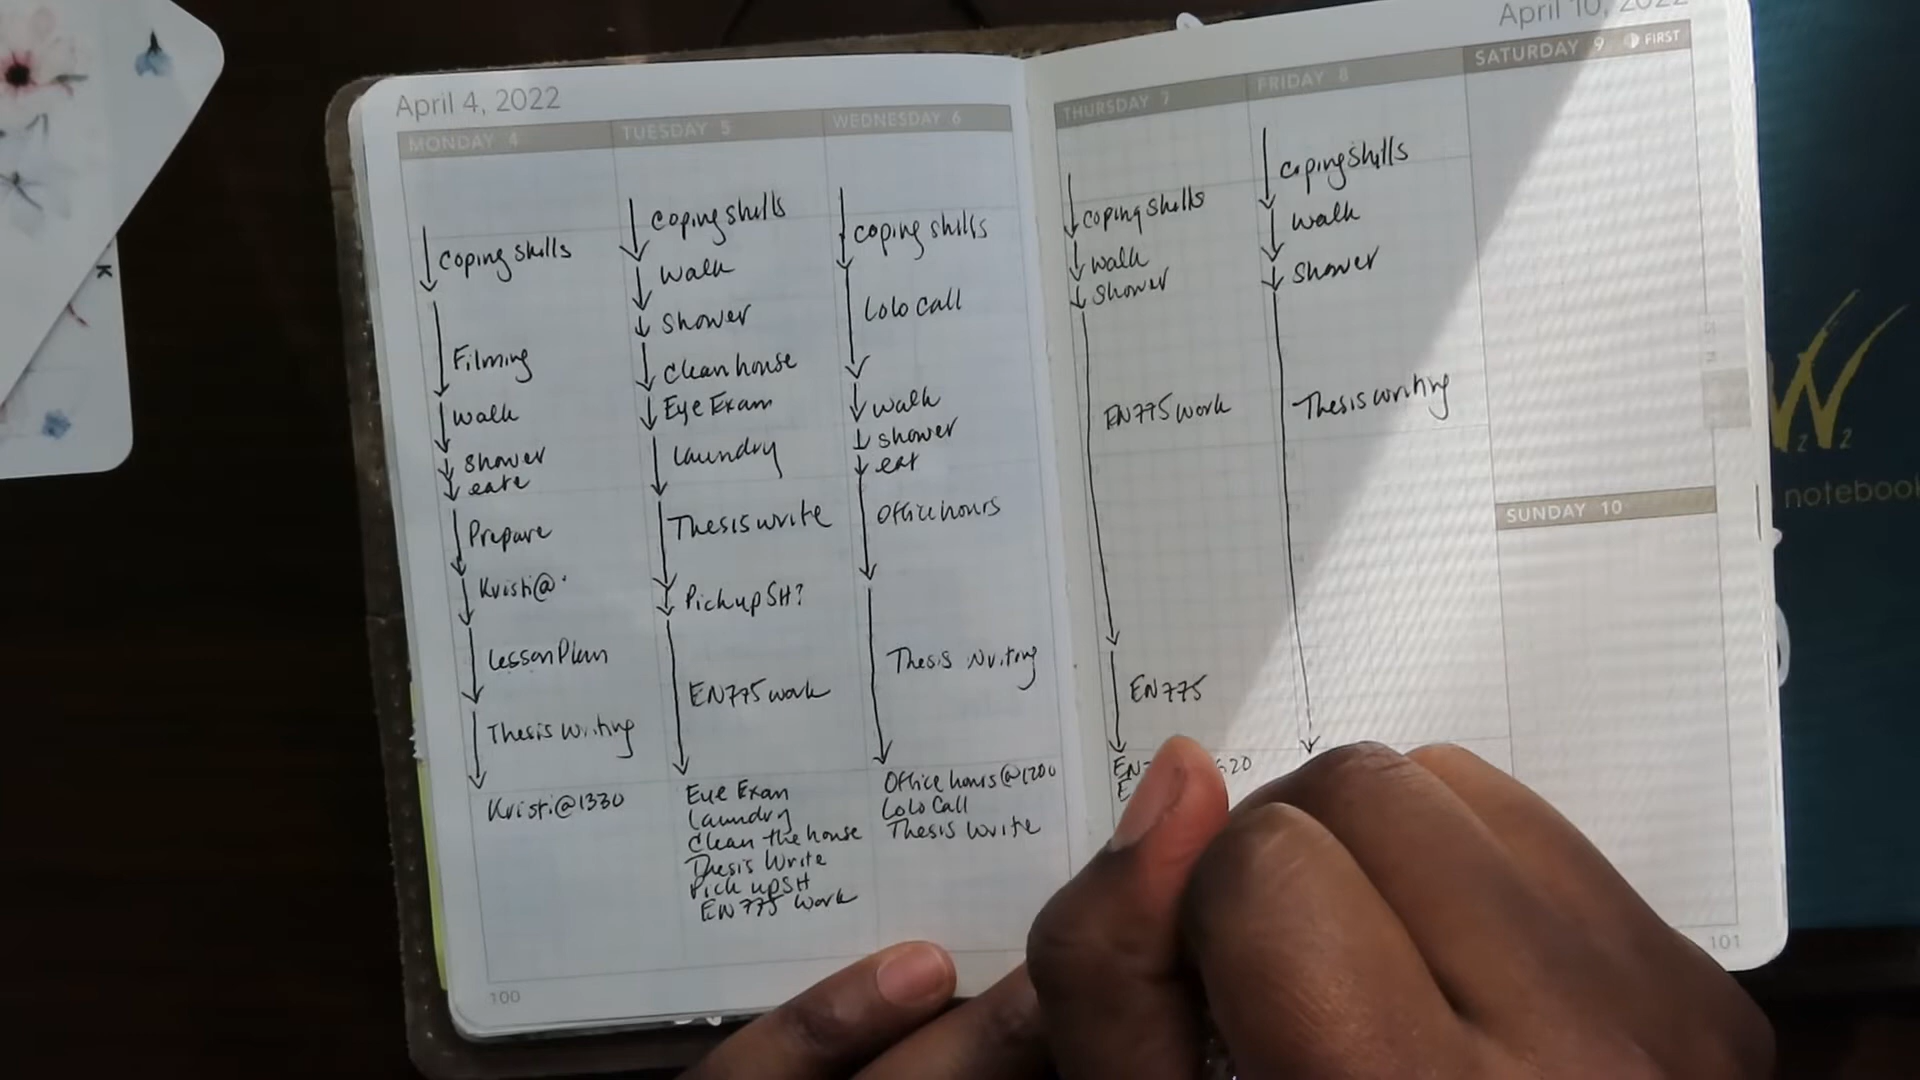 April 4, 2022
MONDAY 4
coping skills
Filming
walk
shower
eate
Prepare
Kristi@
Lesson Plan
Thesis Writing
Kristi@1330
TUESDAY 5
coping skills
walk
shower
clean house
Eye Exam
Laundry
Thesis write
Pick up SH?
EN775 work
Eye Exam
Laundry
Clean the house
Thesis Write
Pick up SH
EN 775 work
WEDNESDAY 6
coping skills
Lolo call
walk
shower
eat
Office hours
Thesis Writing
Office hours@1200
Lolo Call
Thesis Write
100
April 10, 2022
THURSDAY 7
coping skills
walk
shower
EN775 work
EN775
FRIDAY 8
coping skills
walk
shower
Thesis writing
SATURDAY 9 FIRST
SUNDAY 10
101
K
notebook